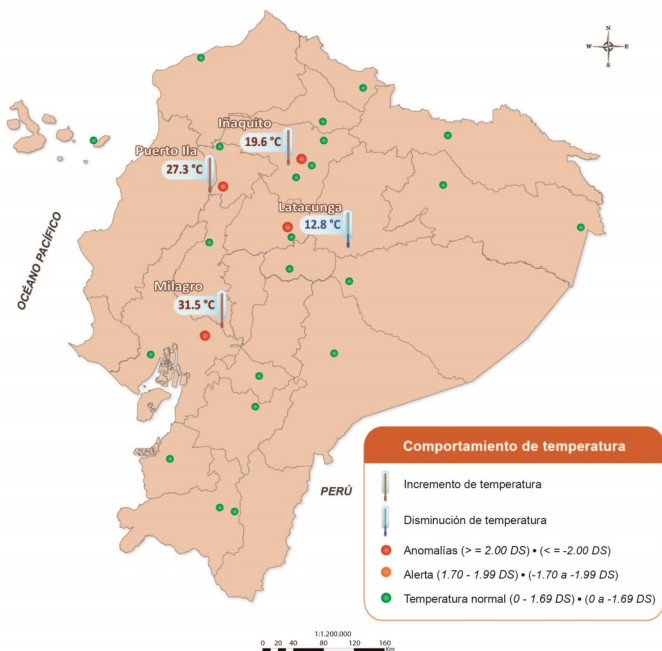 N
W E
S
Iñaquito
19.6 °C
Puerto Ila
27.3 °C
Latacunga
12.8 °C
OCÉANO PACÍFICO
Milagro
31.5 °C
PERÚ
Comportamiento de temperatura
Incremento de temperatura
Disminución de temperatura
Anomalías (> = 2.00 DS) • (< = -2.00 DS)
Alerta (1.70 - 1.99 DS) • (-1.70 a -1.99 DS)
Temperatura normal (0 - 1.69 DS) • (0 a -1.69 DS)
1:1.200.000
0 20 40 80 120 160
Km